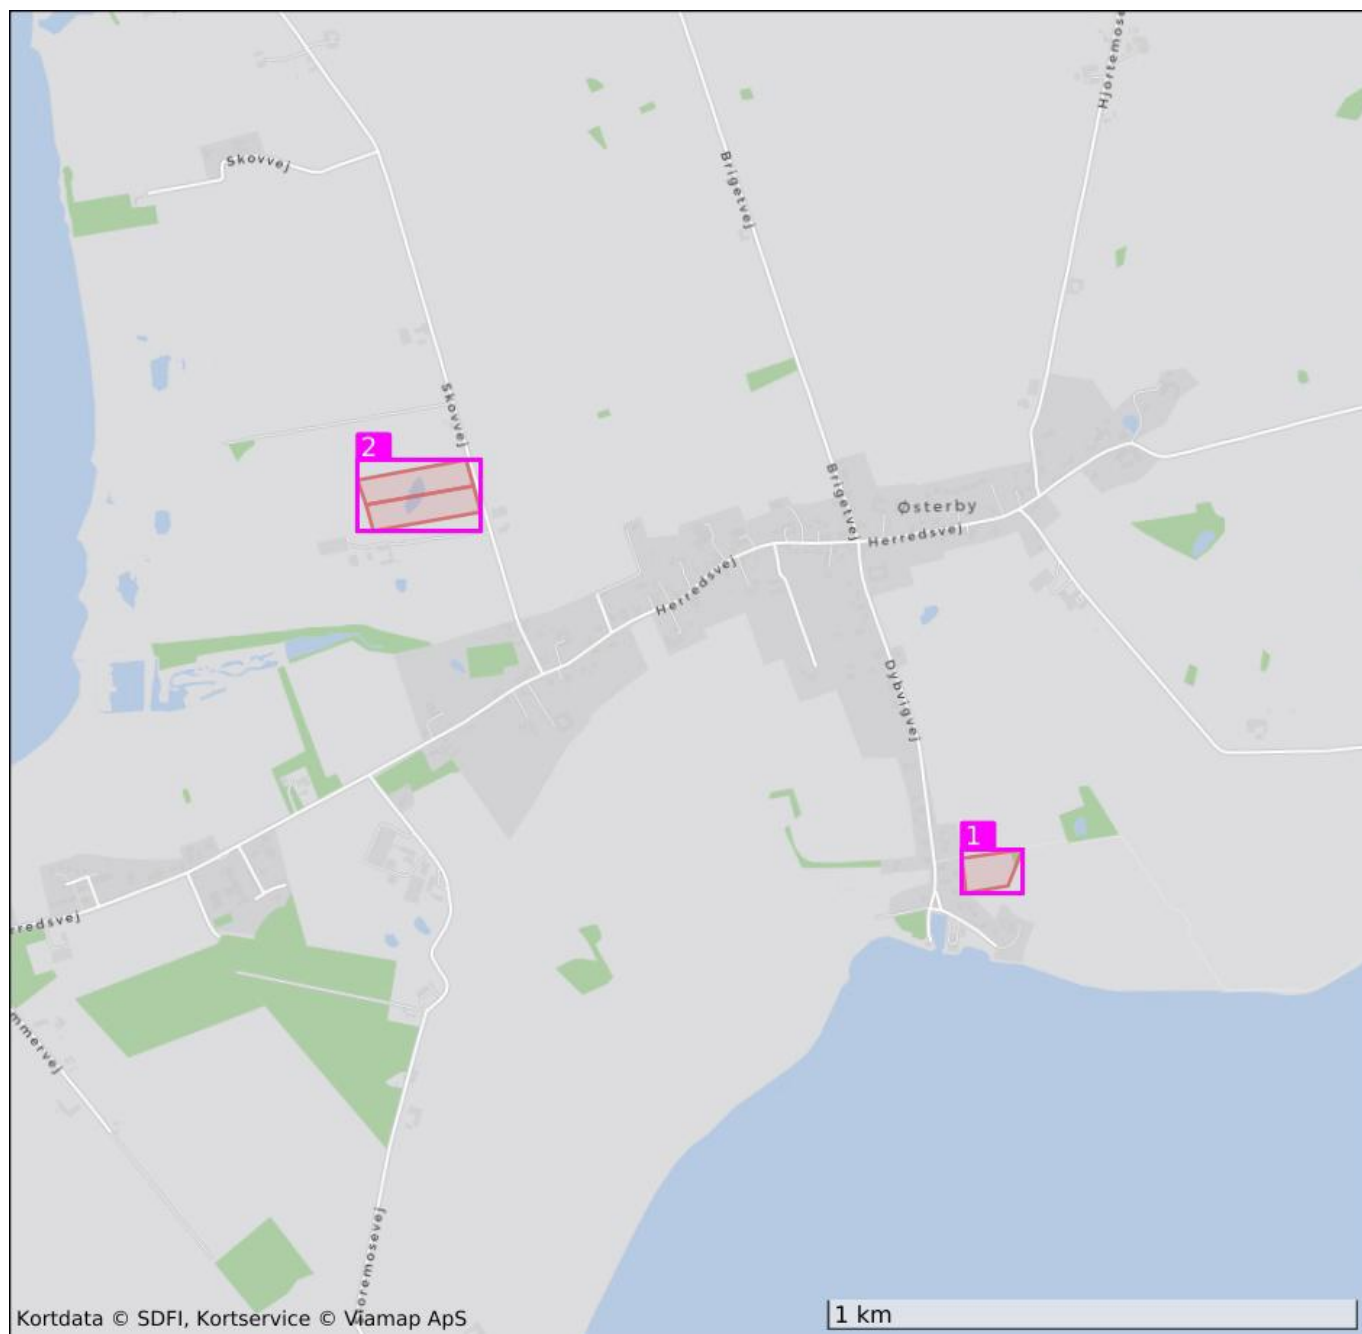 Hjortemose
Skovvej
Brigetvej
Skovvej
2
Brigetvej
Østerby
Herredsvej
Herredsvej
Dybvigvej
1
rredsvej
mmervej
oremosevej
Kortdata © SDFI, Kortservice © Viamap ApS
1 km